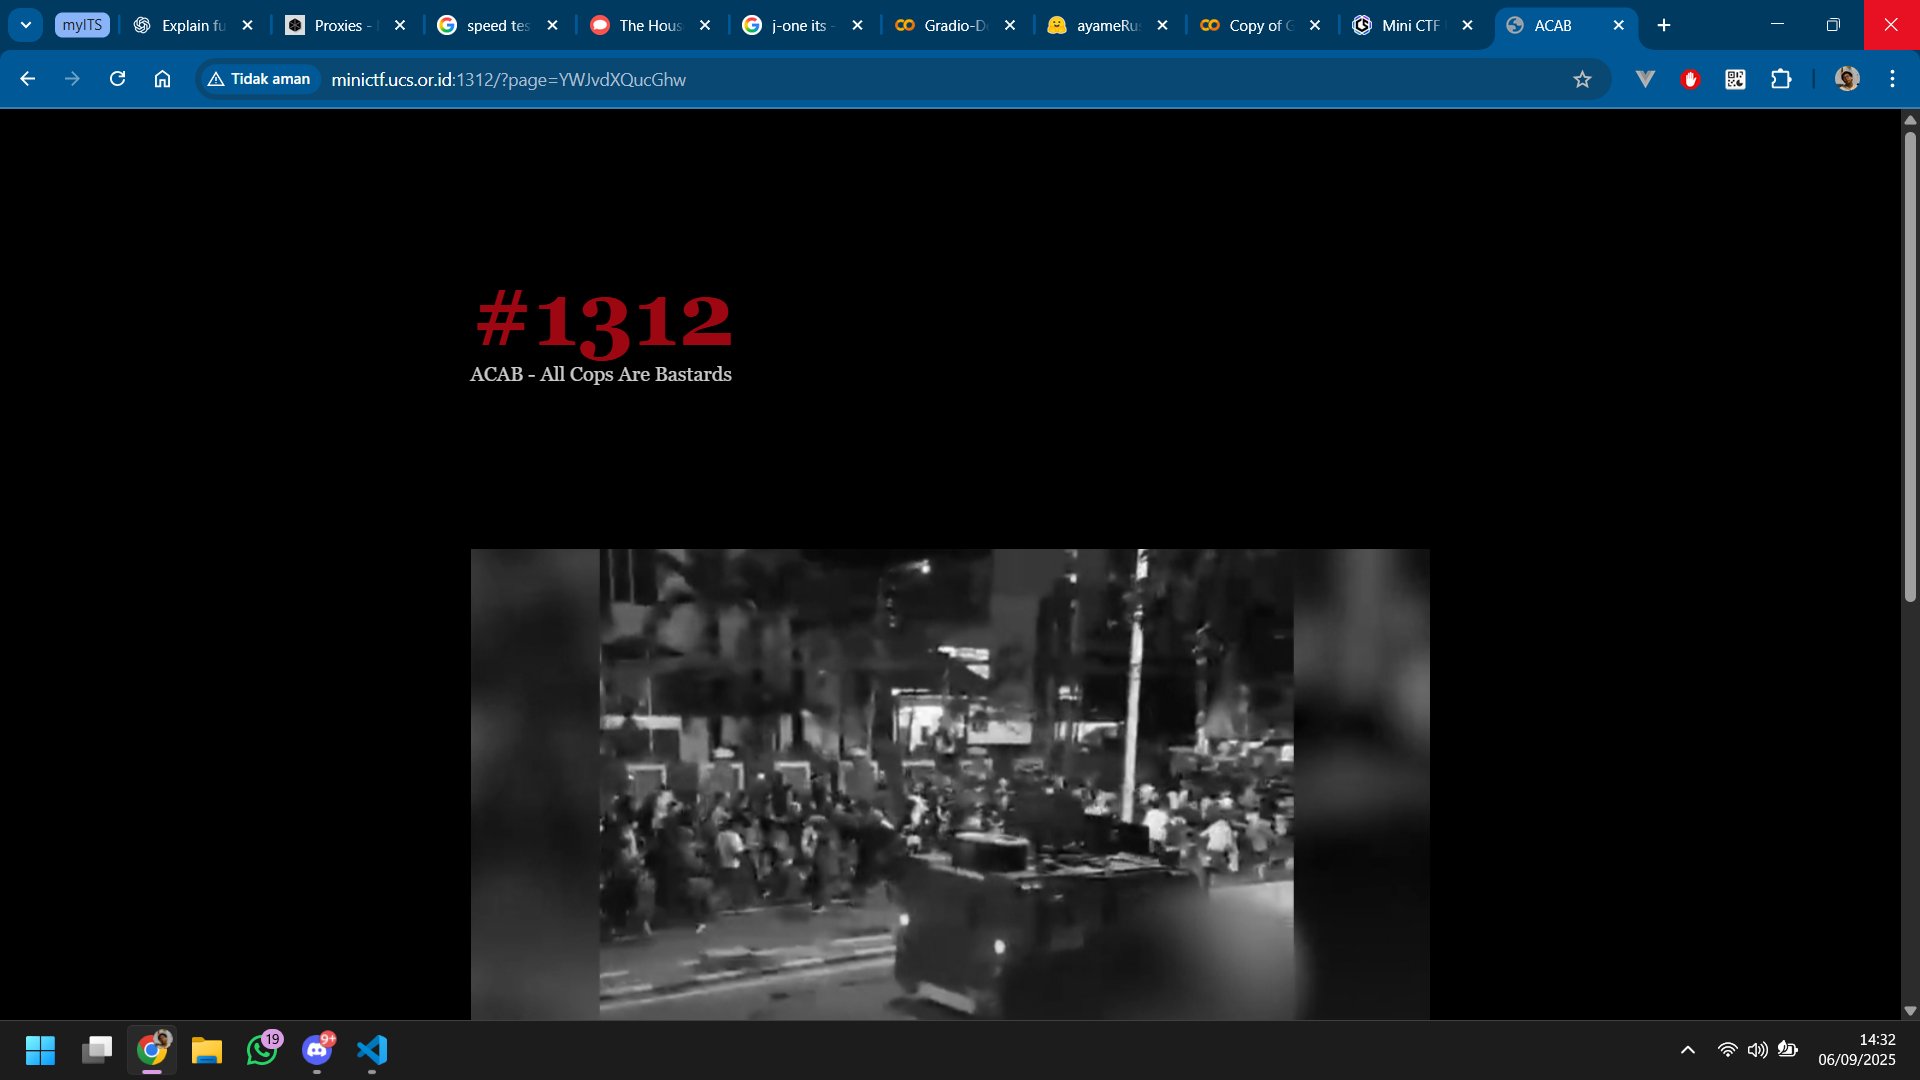 myITS
Explain fu
Proxies -
speed tes
The Hous
j-one its -
Gradio-De
ayameRus
Copy of G
Mini CTF
ACAB
Tidak aman
minictf.ucs.or.id:1312/?page=YWJvdXQucGhw
#1312
ACAB - All Cops Are Bastards
19
9+
14:32
06/09/2025